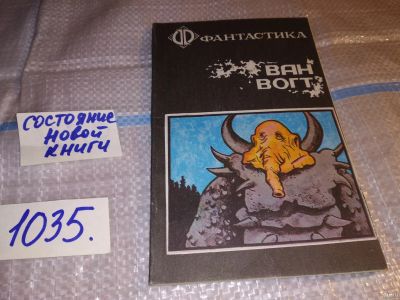 ФАНТАСТИКА
ВАН
ВОГТ
состояние
новой
книги
1035.